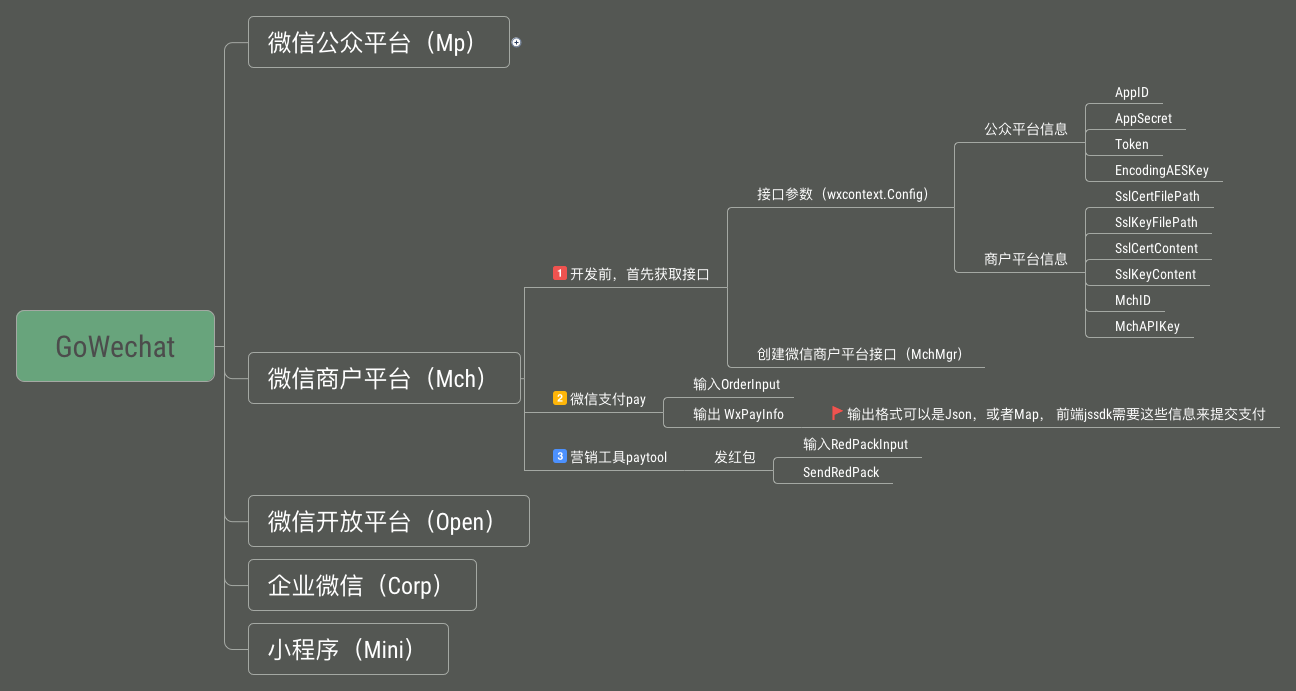 GoWechat
微信公众平台（Mp）
微信商户平台（Mch）
1 开发前，首先获取接口
接口参数（wxcontext.Config）
公众平台信息
AppID
AppSecret
Token
EncodingAESKey
商户平台信息
SslCertFilePath
SslKeyFilePath
SslCertContent
SslKeyContent
MchID
MchAPIKey
创建微信商户平台接口（MchMgr）
2 微信支付pay
输入OrderInput
输出 WxPayInfo
输出格式可以是Json，或者Map， 前端jssdk需要这些信息来提交支付
3 营销工具paytool
发红包
输入RedPackInput
SendRedPack
微信开放平台（Open）
企业微信（Corp）
小程序（Mini）